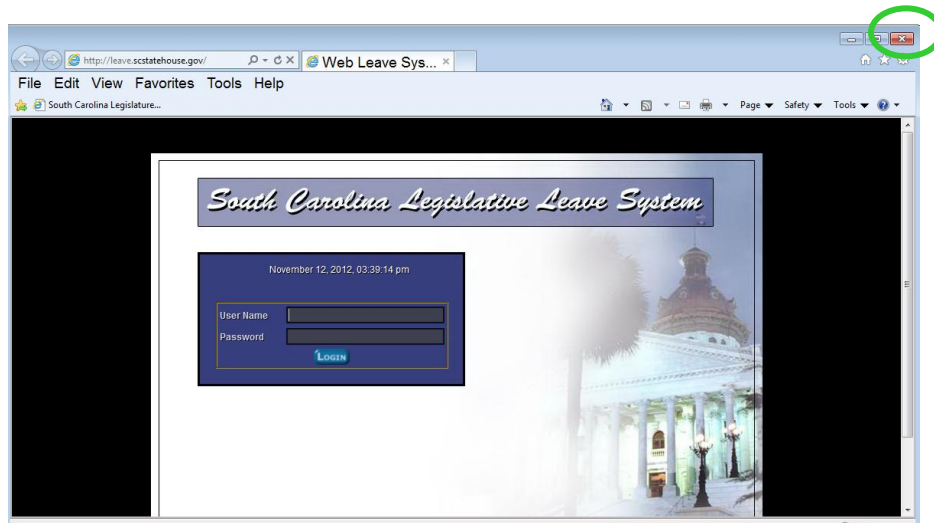 http://leave.scstatehouse.gov/
Web Leave Sys...
File Edit View Favorites Tools Help
South Carolina Legislature...
Page Safety Tools
South Carolina Legislative Leave System
November 12, 2012, 03:39:14 pm
User Name
Password
LOGIN